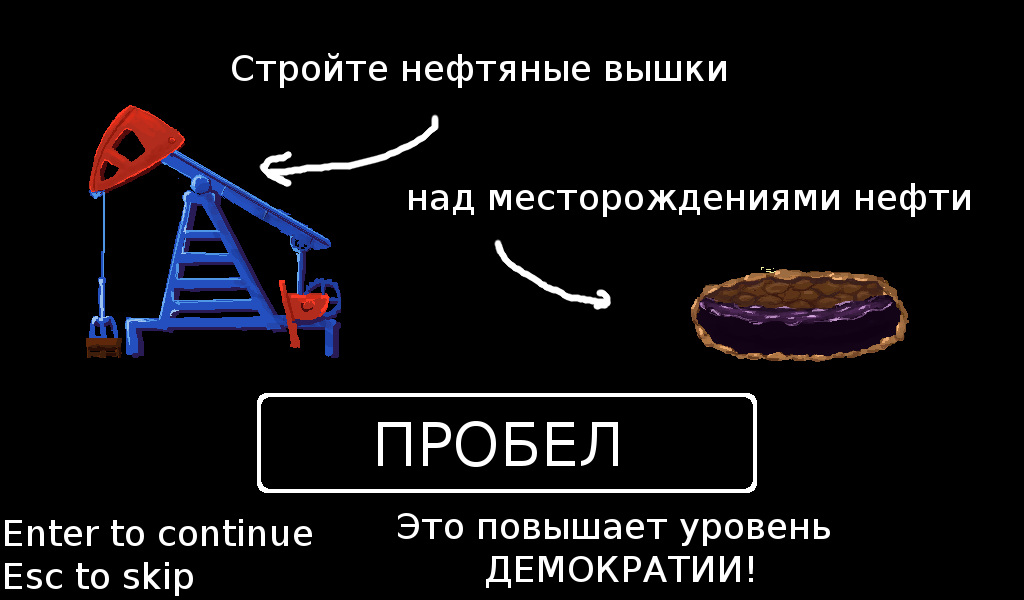 Стройте нефтяные вышки
над месторождениями нефти
ПРОБЕЛ
Это повышает уровень
ДЕМОКРАТИИ!
Enter to continue
Esc to skip